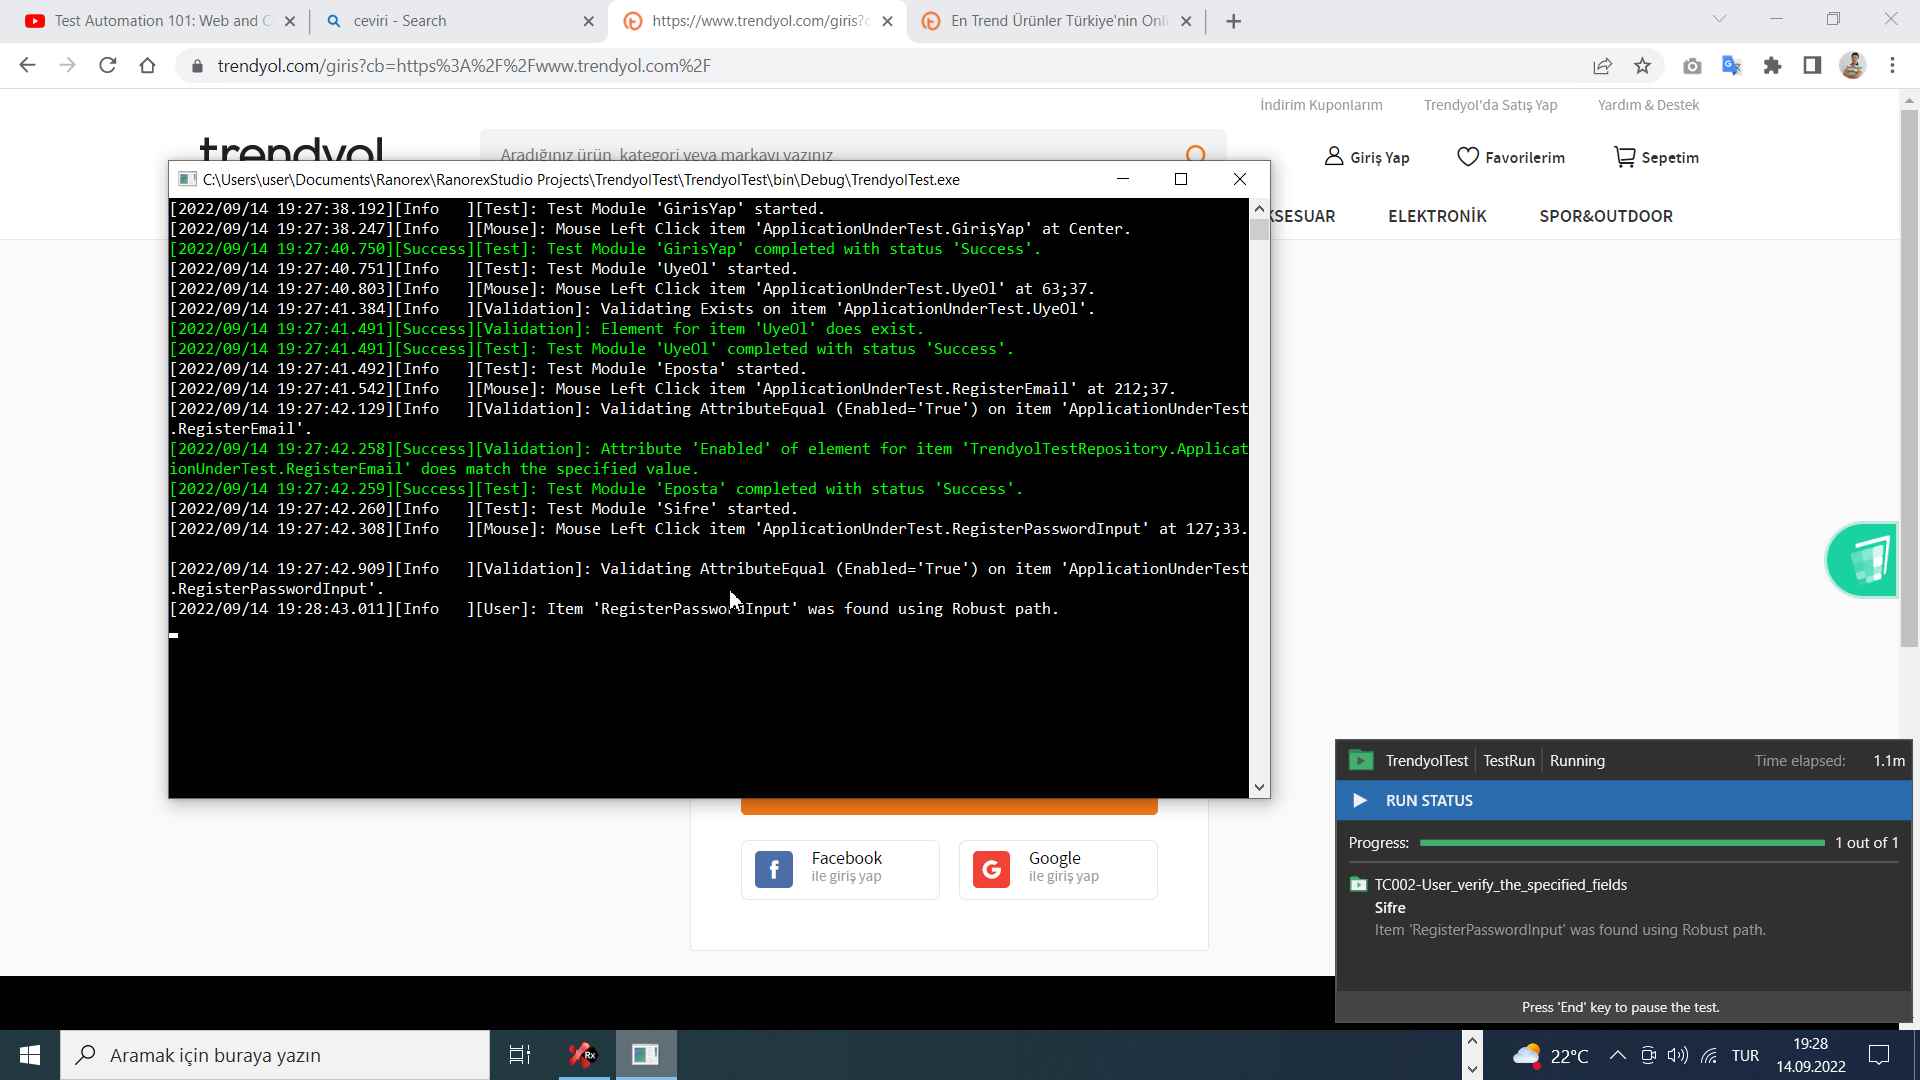 Test Automation 101: Web and C
ceviri - Search
https://www.trendyol.com/giris?c
En Trend Ürünler Türkiye'nin Onli
trendyol.com/giris?cb=https%3A%2F%2Fwww.trendyol.com%2F
İndirim Kuponlarım
Trendyol'da Satış Yap
Yardım & Destek
trendyol
Aradığınız ürün, kategori veya markayı yazınız
Giriş Yap
Favorilerim
Sepetim
KSESUAR
ELEKTRONİK
SPOR&OUTDOOR
C:\Users\user\Documents\Ranorex\RanorexStudio Projects\TrendyolTest\TrendyolTest\bin\Debug\TrendyolTest.exe
[2022/09/14 19:27:38.192][Info   ][Test]: Test Module 'GirisYap' started.
[2022/09/14 19:27:38.247][Info   ][Mouse]: Mouse Left Click item 'ApplicationUnderTest.GirişYap' at Center.
[2022/09/14 19:27:40.750][Success][Test]: Test Module 'GirisYap' completed with status 'Success'.
[2022/09/14 19:27:40.751][Info   ][Test]: Test Module 'UyeOl' started.
[2022/09/14 19:27:40.803][Info   ][Mouse]: Mouse Left Click item 'ApplicationUnderTest.UyeOl' at 63;37.
[2022/09/14 19:27:41.384][Info   ][Validation]: Validating Exists on item 'ApplicationUnderTest.UyeOl'.
[2022/09/14 19:27:41.491][Success][Validation]: Element for item 'UyeOl' does exist.
[2022/09/14 19:27:41.491][Success][Test]: Test Module 'UyeOl' completed with status 'Success'.
[2022/09/14 19:27:41.492][Info   ][Test]: Test Module 'Eposta' started.
[2022/09/14 19:27:41.542][Info   ][Mouse]: Mouse Left Click item 'ApplicationUnderTest.RegisterEmail' at 212;37.
[2022/09/14 19:27:42.129][Info   ][Validation]: Validating AttributeEqual (Enabled='True') on item 'ApplicationUnderTest
.RegisterEmail'.
[2022/09/14 19:27:42.258][Success][Validation]: Attribute 'Enabled' of element for item 'TrendyolTestRepository.Applicat
ionUnderTest.RegisterEmail' does match the specified value.
[2022/09/14 19:27:42.259][Success][Test]: Test Module 'Eposta' completed with status 'Success'.
[2022/09/14 19:27:42.260][Info   ][Test]: Test Module 'Sifre' started.
[2022/09/14 19:27:42.308][Info   ][Mouse]: Mouse Left Click item 'ApplicationUnderTest.RegisterPasswordInput' at 127;33.
[2022/09/14 19:27:42.909][Info   ][Validation]: Validating AttributeEqual (Enabled='True') on item 'ApplicationUnderTest
.RegisterPasswordInput'.
[2022/09/14 19:28:43.011][Info   ][User]: Item 'RegisterPasswordInput' was found using Robust path.
Facebook
ile giriş yap
Google
ile giriş yap
TrendyolTest
TestRun
Running
Time elapsed:
1.1m
RUN STATUS
Progress:
1 out of 1
TC002-User_verify_the_specified_fields
Sifre
Item 'RegisterPasswordInput' was found using Robust path.
Press 'End' key to pause the test.
Aramak için buraya yazın
Rx
22°C
TUR
19:28
14.09.2022